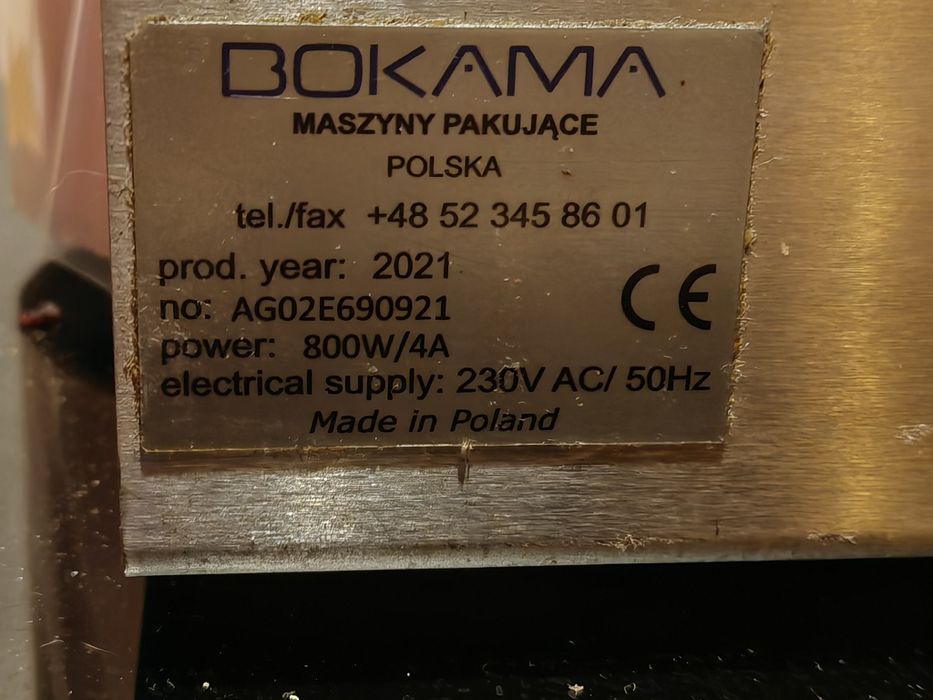 BOKAMA
MASZYNY PAKUJĄCE
POLSKA
tel./fax +48 52 345 86 01
prod. year: 2021
no: AG02E690921
CE
power: 800W/4A
electrical supply: 230V AC/ 50Hz
Made in Poland